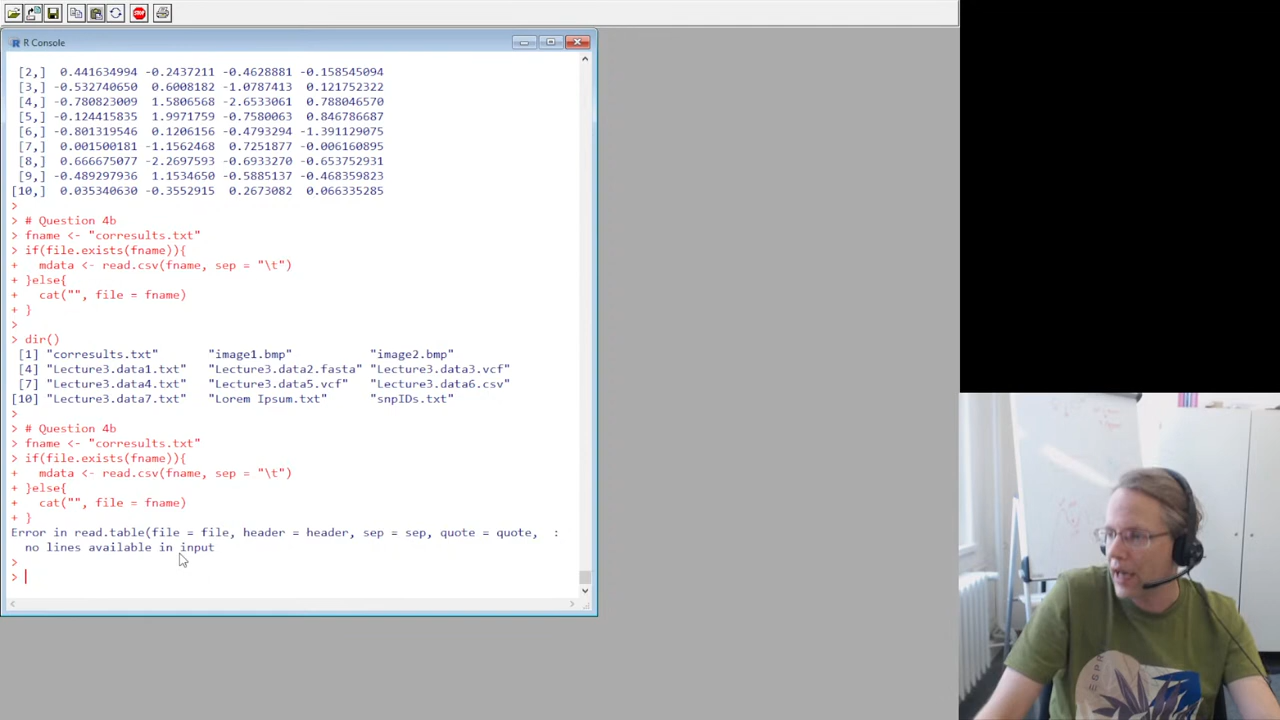 STOP
R R Console
[2,] 0.441634994 -0.2437211 -0.4628881 -0.158545094
[3,] -0.532740650 0.6008182 -1.0787413 0.121752322
[4,] -0.780823009 1.5806568 -2.6533061 0.788046570
[5,] -0.124415835 1.9971759 -0.7580063 0.846786687
[6,] -0.801319546 0.1206156 -0.4793294 -1.391129075
[7,] 0.001500181 -1.1562468 0.7251877 -0.006160895
[8,] 0.666675077 -2.2697593 -0.6933270 -0.653752931
[9,] -0.489297936 1.1534650 -0.5885137 -0.468359823
[10,] 0.035340630 -0.3552915 0.2673082 0.066335285
>
> # Question 4b
> fname <- "corresults.txt"
> if(file.exists(fname)){
+ mdata <- read.csv(fname, sep = "\t")
+ }else{
+ cat("", file = fname)
+ }
>
> dir()
[1] "corresults.txt" "image1.bmp" "image2.bmp"
[4] "Lecture3.data1.txt" "Lecture3.data2.fasta" "Lecture3.data3.vcf"
[7] "Lecture3.data4.txt" "Lecture3.data5.vcf" "Lecture3.data6.csv"
[10] "Lecture3.data7.txt" "Lorem Ipsum.txt" "snpIDs.txt"
>
> # Question 4b
> fname <- "corresults.txt"
> if(file.exists(fname)){
+ mdata <- read.csv(fname, sep = "\t")
+ }else{
+ cat("", file = fname)
+ }
Error in read.table(file = file, header = header, sep = sep, quote = quote, :
no lines available in input
>
>